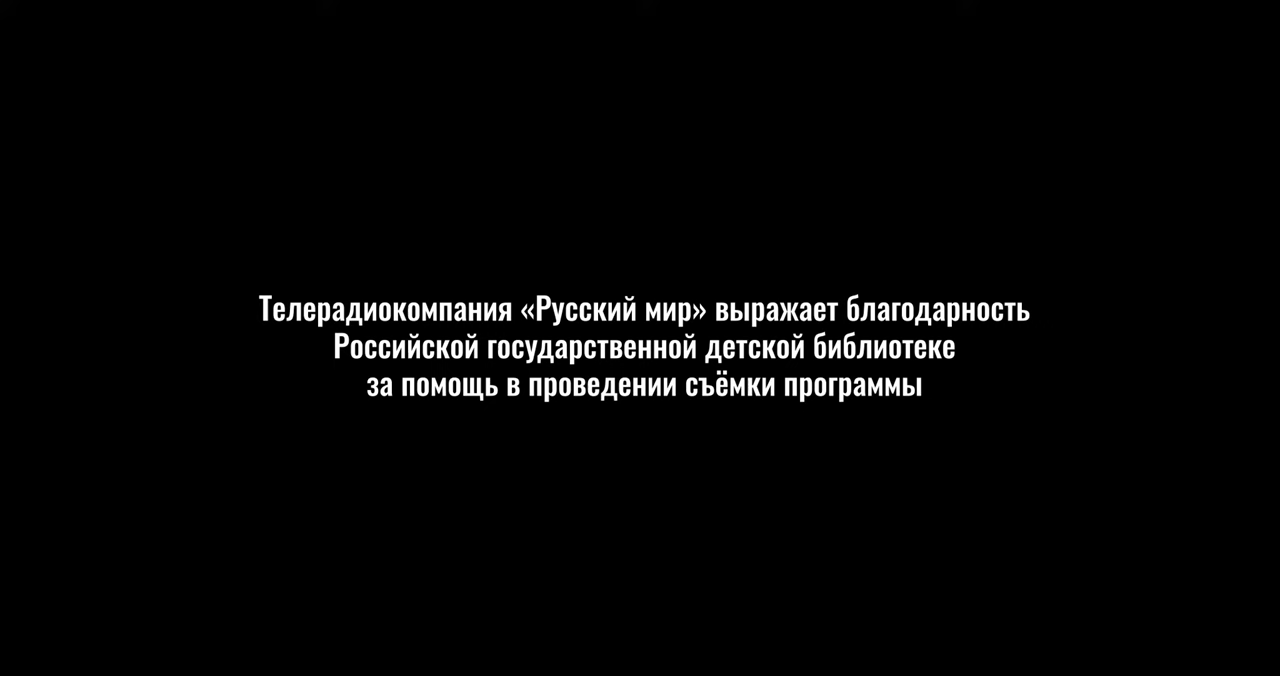 Телерадиокомпания «Русский мир» выражает благодарность
Российской государственной детской библиотеке
за помощь в проведении съёмки программы